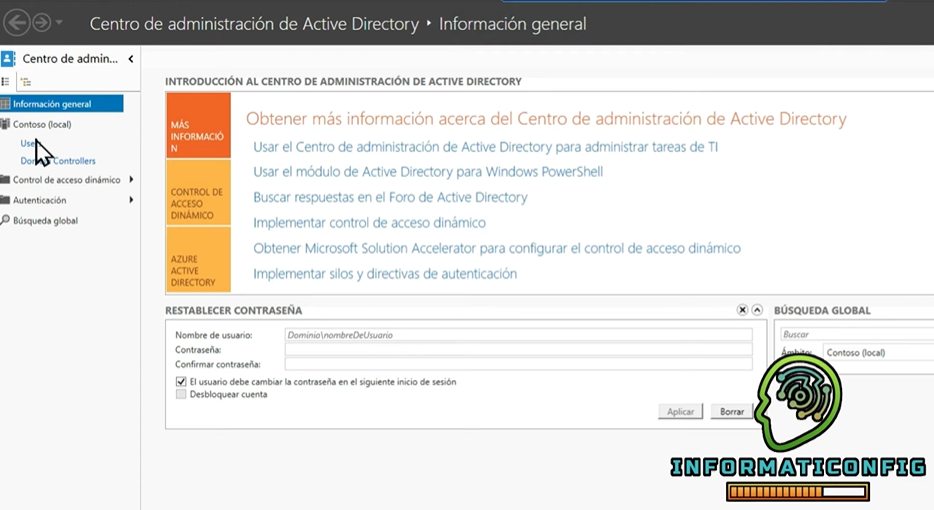 Centro de administración de Active Directory • Información general
Centro de admin...
Información general
Contoso (local)
Controllers
Control de acceso dinámico
Autenticación
Búsqueda global
INTRODUCCIÓN AL CENTRO DE ADMINISTRACIÓN DE ACTIVE DIRECTORY
MÁS
INFORMACIÓ
N
CONTROL DE
ACCESO
DINÁMICO
AZURE
ACTIVE
DIRECTORY
Obtener más información acerca del Centro de administración de Active Directory
Usar el Centro de administración de Active Directory para administrar tareas de TI
Usar el módulo de Active Directory para Windows PowerShell
Buscar respuestas en el Foro de Active Directory
Implementar control de acceso dinámico
Obtener Microsoft Solution Accelerator para configurar el control de acceso dinámico
Implementar silos y directivas de autenticación
RESTABLECER CONTRASEÑA
Nombre de usuario:
Dominio\nombreDeUsuario
Contraseña:
Confirmar contraseña:
El usuario debe cambiar la contraseña en el siguiente inicio de sesión
Desbloquear cuenta
Aplicar
Borrar
BÚSQUEDA GLOBAL
Buscar
Ámbito:
Contoso (local)
INFORMATICONFIG